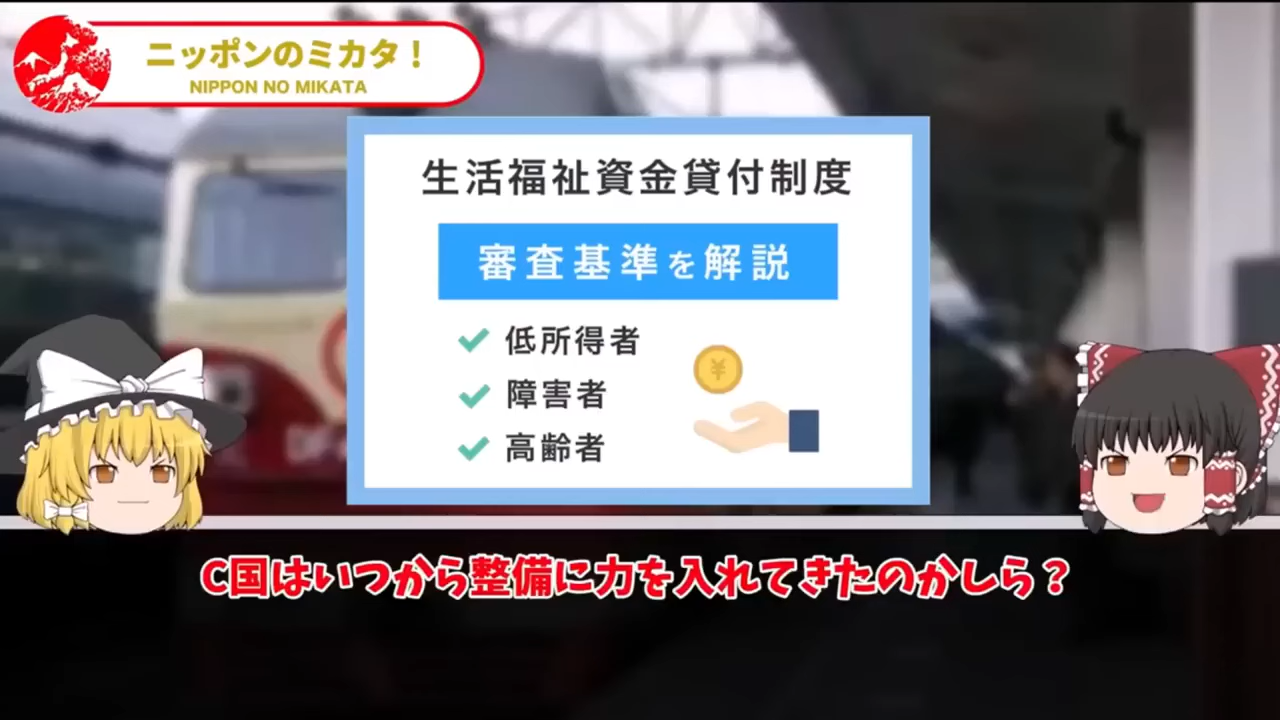 ニッポンのミカタ！
NIPPON NO MIKATA
生活福祉資金貸付制度
審査基準を解説
低所得者
障害者
高齢者
¥
C国はいつから整備に力を入れてきたのかしら？